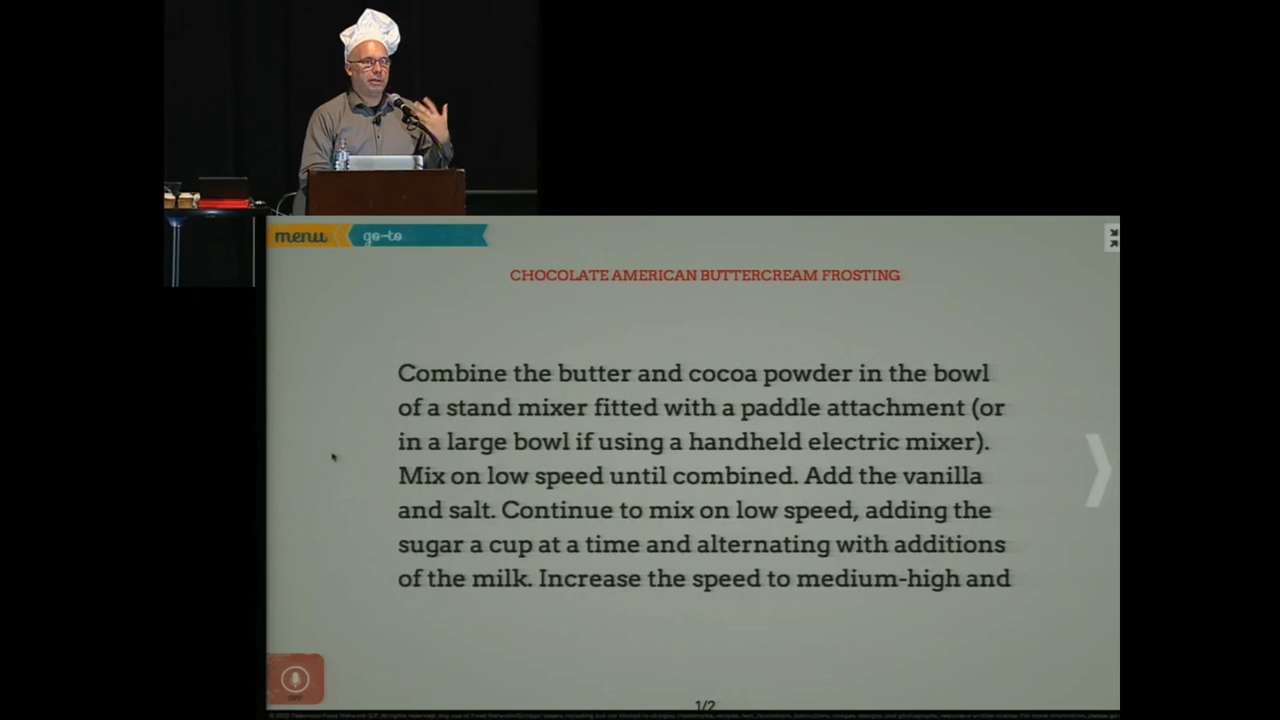 menu
go-to
CHOCOLATE AMERICAN BUTTERCREAM FROSTING
Combine the butter and cocoa powder in the bowl
of a stand mixer fitted with a paddle attachment (or
in a large bowl if using a handheld electric mixer).
Mix on low speed until combined. Add the vanilla
and salt. Continue to mix on low speed, adding the
sugar a cup at a time and alternating with additions
of the milk. Increase the speed to medium-high and
OFF
1/2